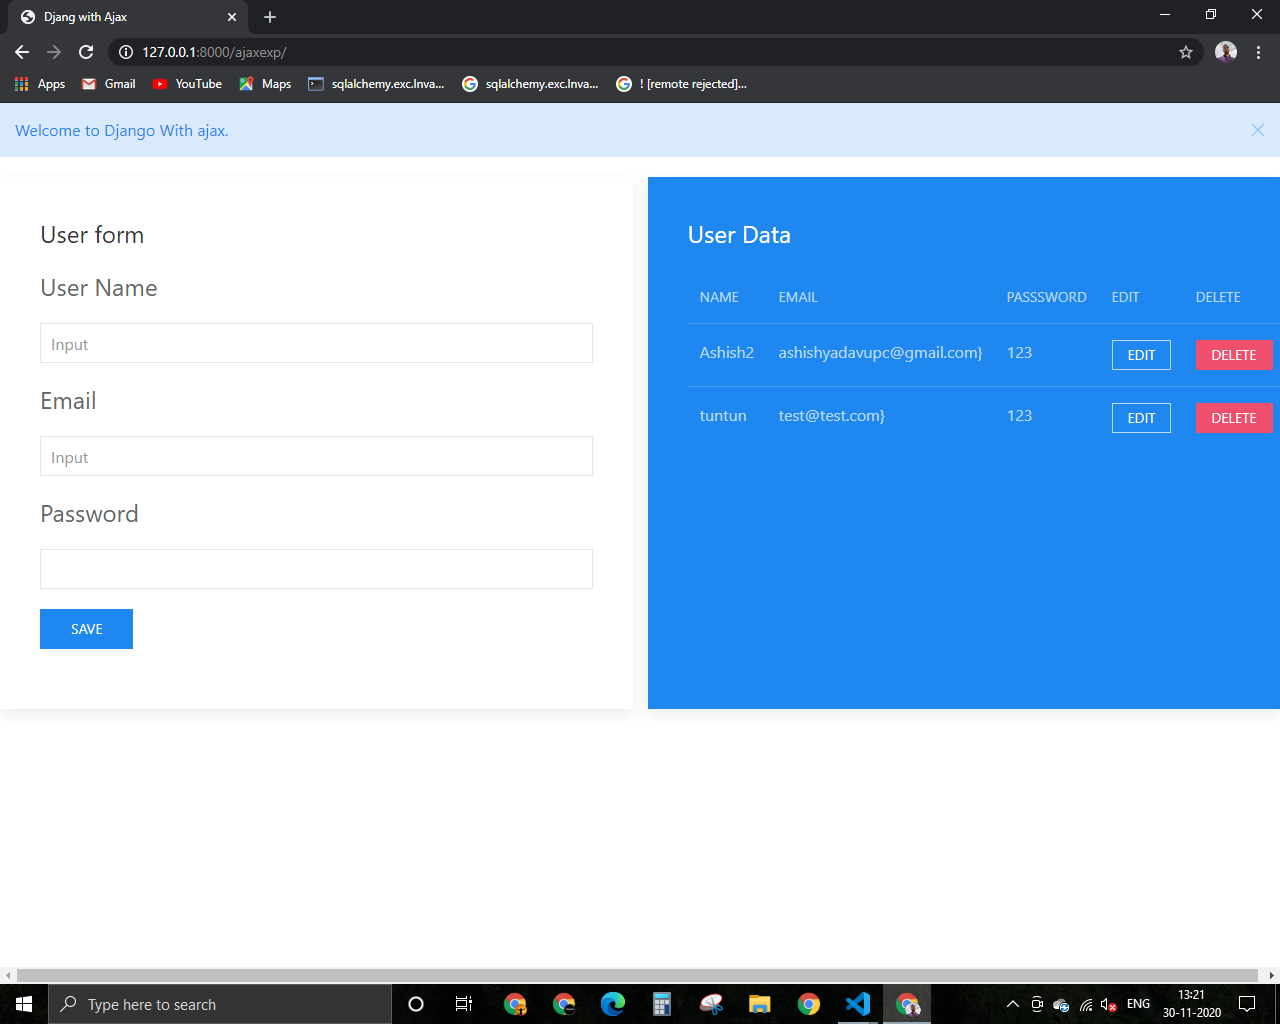 Djang with Ajax
127.0.0.1:8000/ajaxexp/
Apps Gmail YouTube Maps sqlalchemy.exc.Inva... sqlalchemy.exc.Inva... ! [remote rejected]...
Welcome to Django With ajax.
User form
User Name
Input
Email
Input
Password
SAVE
User Data
NAME EMAIL PASSSWORD EDIT DELETE
Ashish2 ashishyadavupc@gmail.com} 123 EDIT DELETE
tuntun test@test.com} 123 EDIT DELETE
Type here to search
ENG
13:21
30-11-2020